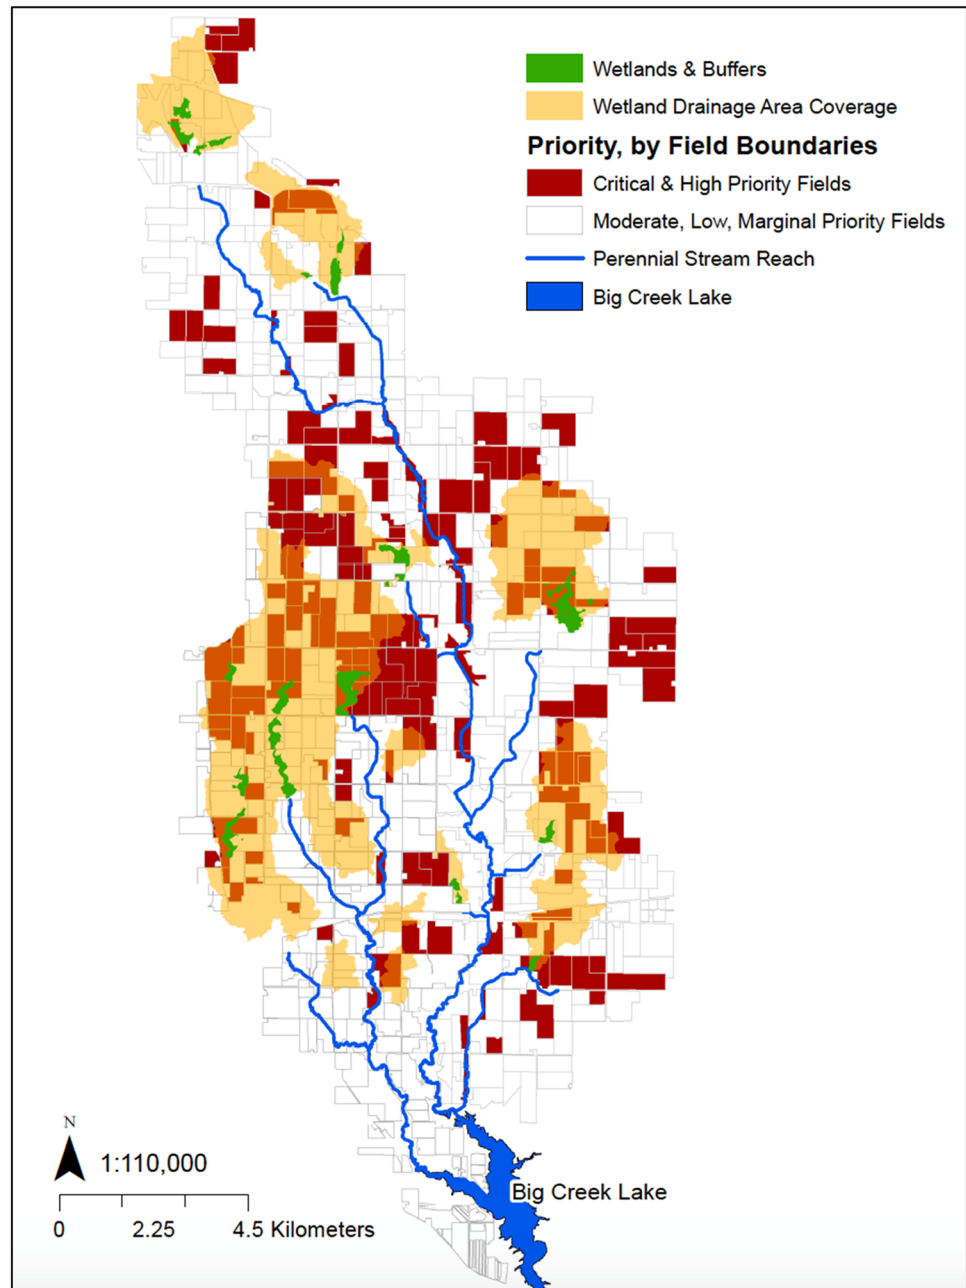 Wetlands & Buffers
Wetland Drainage Area Coverage
Priority, by Field Boundaries
Critical & High Priority Fields
Moderate, Low, Marginal Priority Fields
Perennial Stream Reach
Big Creek Lake
N
1:110,000
0 2.25 4.5 Kilometers
Big Creek Lake